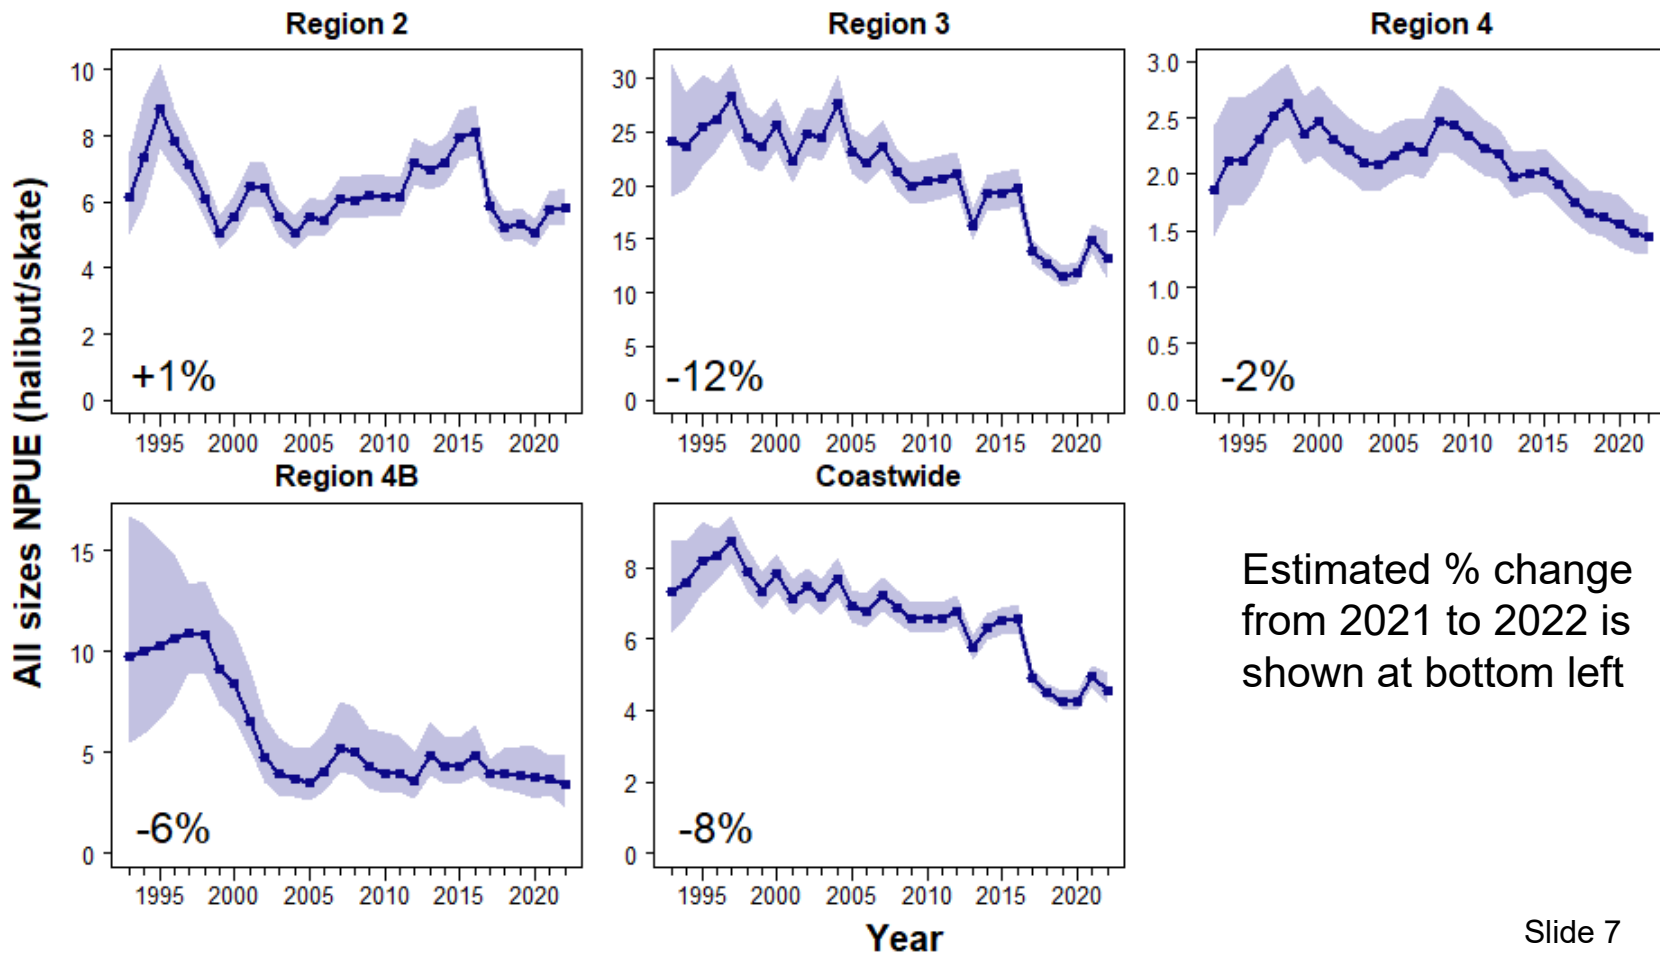 Region 2
Region 3
Region 4
All sizes NPUE (halibut/skate)
10
8
6
4
2
0
+1%
1995 2000 2005 2010 2015 2020
30
25
20
15
10
5
0
-12%
1995 2000 2005 2010 2015 2020
3.0
2.5
2.0
1.5
1.0
0.5
0.0
-2%
1995 2000 2005 2010 2015 2020
Region 4B
Coastwide
15
10
5
0
-6%
1995 2000 2005 2010 2015 2020
8
6
4
2
0
-8%
1995 2000 2005 2010 2015 2020
Year
Estimated % change
from 2021 to 2022 is
shown at bottom left
Slide 7